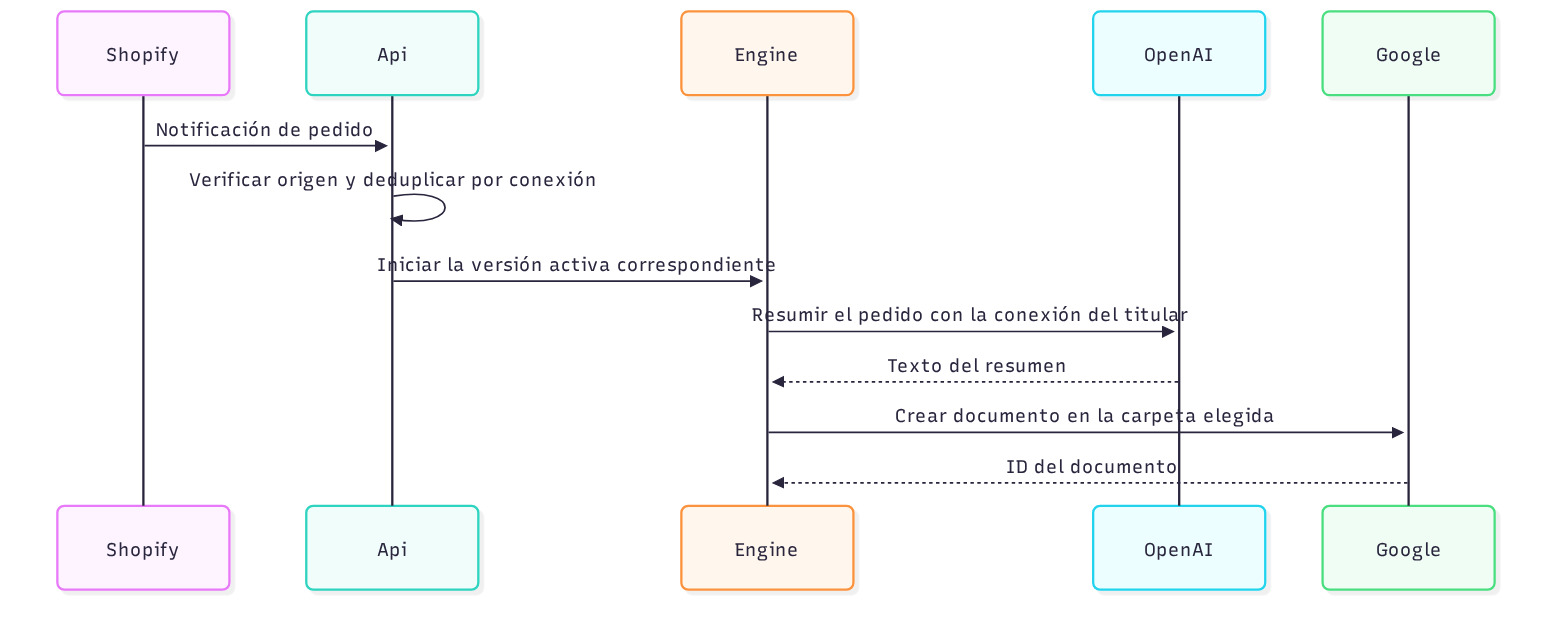 Shopify
Api
Engine
OpenAI
Google
Notificación de pedido
Verificar origen y deduplicar por conexión
Iniciar la versión activa correspondiente
Resumir el pedido con la conexión del titular
Texto del resumen
Crear documento en la carpeta elegida
ID del documento
Shopify
Api
Engine
OpenAI
Google